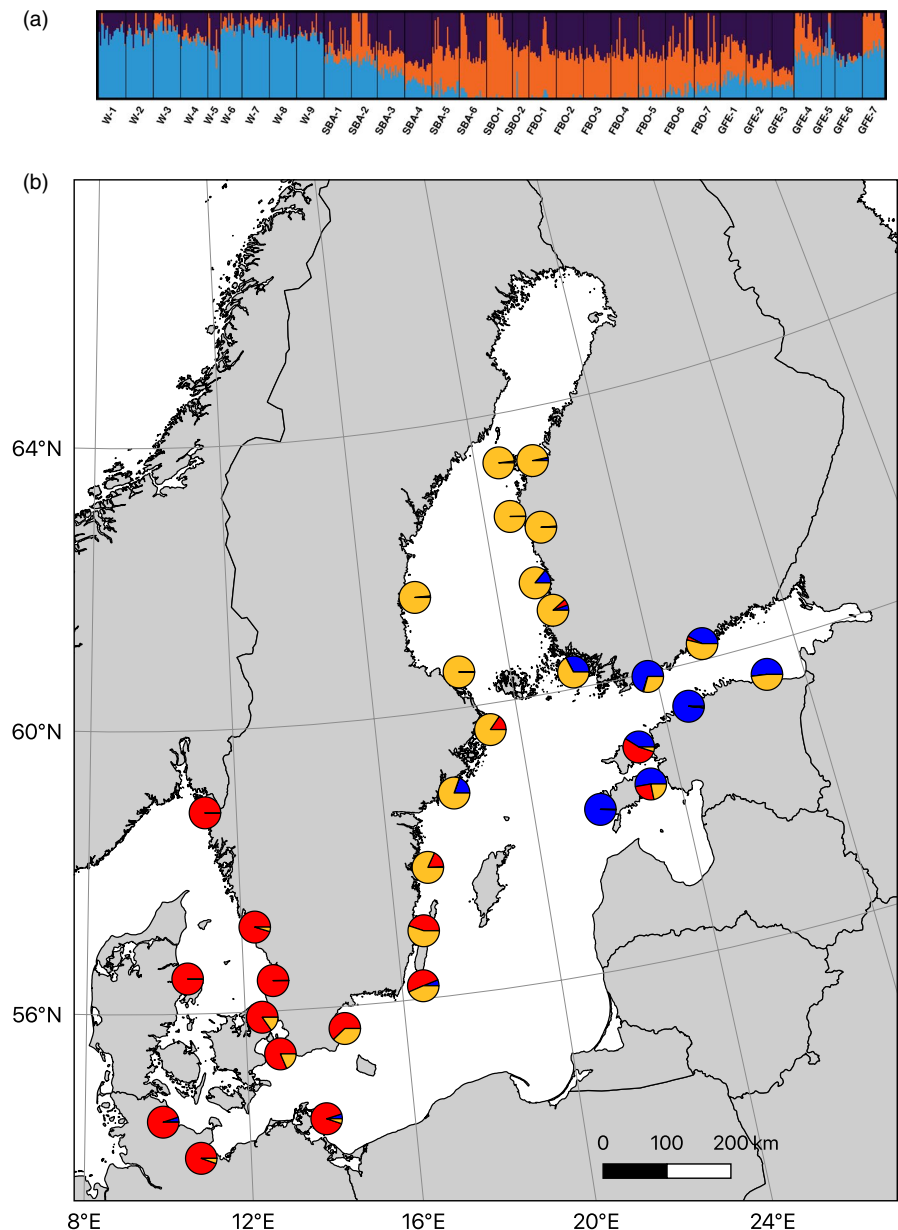 (a)
W-1 W-2 W-3 W-4 W-5 W-6 W-7 W-8 W-9 SBA-1 SBA-2 SBA-3 SBA-4 SBA-5 SBA-6 SBO-1 SBO-2 FBO-1 FBO-2 FBO-3 FBO-4 FBO-5 FBO-6 FBO-7 GFE-1 GFE-2 GFE-3 GFE-4 GFE-5 GFE-6 GFE-7
(b)
64°N
60°N
56°N
0 100 200 km
8°E 12°E 16°E 20°E 24°E